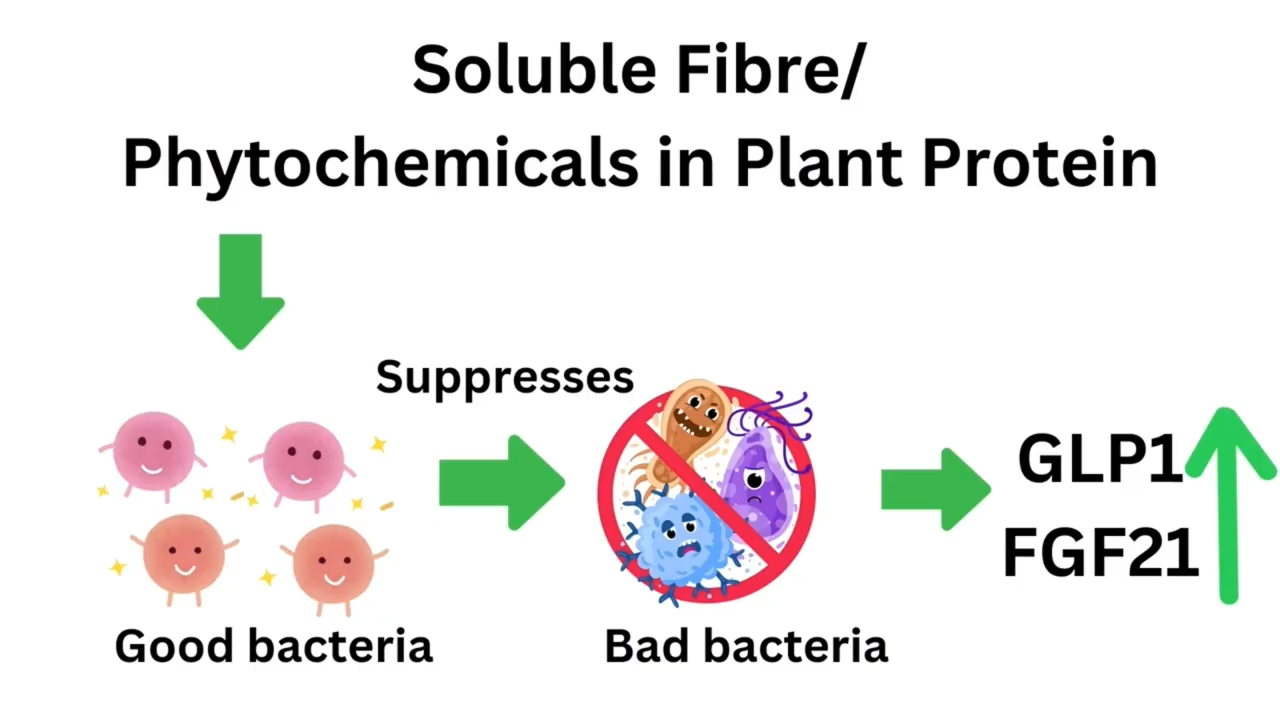 Soluble Fibre/
Phytochemicals in Plant Protein
Suppresses
GLP1
FGF21
Good bacteria
Bad bacteria